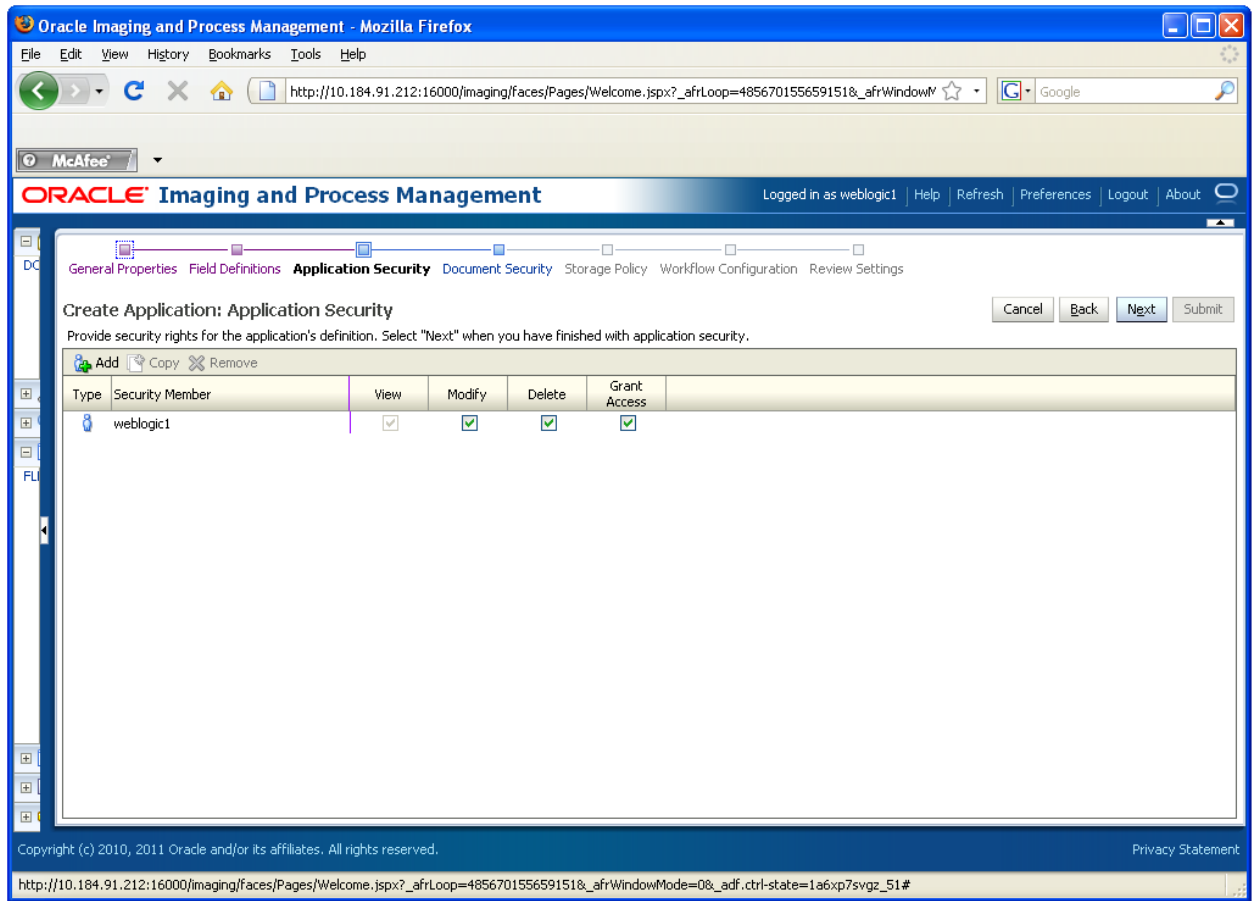 Oracle Imaging and Process Management - Mozilla Firefox
File Edit View History Bookmarks Tools Help
http://10.184.91.212:16000/imaging/faces/Pages/Welcome.jspx?_afrLoop=485670155659151&_afrWindowM
G Google
McAfee
ORACLE Imaging and Process Management Logged in as weblogic1 Help Refresh Preferences Logout About
General Properties Field Definitions Application Security Document Security Storage Policy Workflow Configuration Review Settings
Create Application: Application Security Cancel Back Next Submit
Provide security rights for the application's definition. Select "Next" when you have finished with application security.
Add Copy Remove
Type Security Member View Modify Delete Grant Access
weblogic1
DC
FLI
Copyright (c) 2010, 2011 Oracle and/or its affiliates. All rights reserved. Privacy Statement
http://10.184.91.212:16000/imaging/faces/Pages/Welcome.jspx?_afrLoop=485670155659151&_afrWindowMode=0&_adf.ctrl-state=1a6xp7svgz_51#